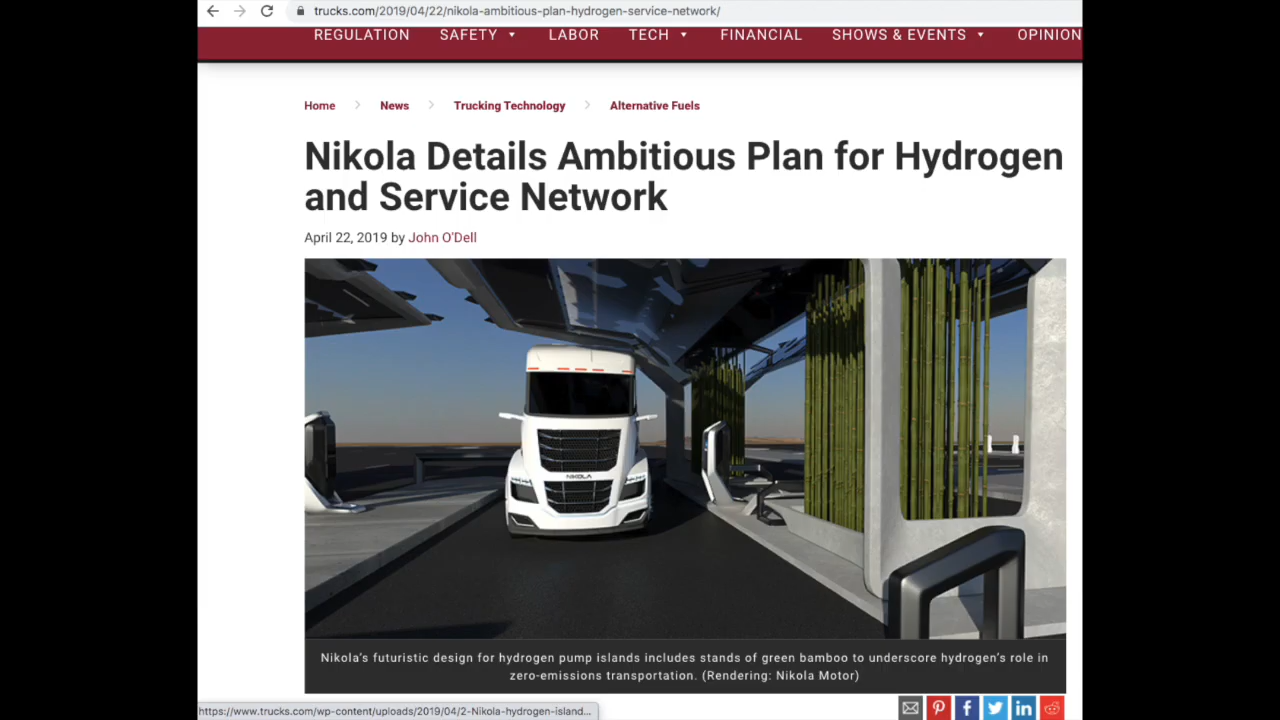 trucks.com/2019/04/22/nikola-ambitious-plan-hydrogen-service-network/
REGULATION SAFETY LABOR TECH FINANCIAL SHOWS & EVENTS OPINION
Home News Trucking Technology Alternative Fuels
Nikola Details Ambitious Plan for Hydrogen
and Service Network
April 22, 2019 by John O'Dell
NIKOLA
Nikola's futuristic design for hydrogen pump islands includes stands of green bamboo to underscore hydrogen's role in
zero-emissions transportation. (Rendering: Nikola Motor)
https://www.trucks.com/wp-content/uploads/2019/04/2-Nikola-hydrogen-island...